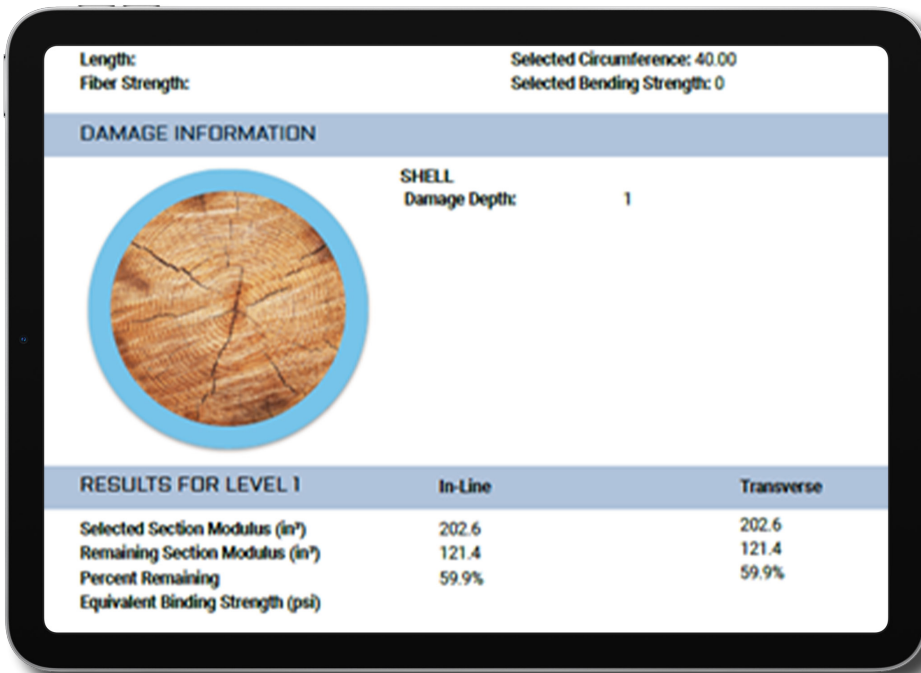 Length: Selected Circumference: 40.00
Fiber Strength: Selected Bending Strength: 0
DAMAGE INFORMATION
SHELL
Damage Depth: 1
RESULTS FOR LEVEL 1 In-Line Transverse
Selected Section Modulus (in³) 202.6 202.6
Remaining Section Modulus (in³) 121.4 121.4
Percent Remaining 59.9% 59.9%
Equivalent Binding Strength (psi)